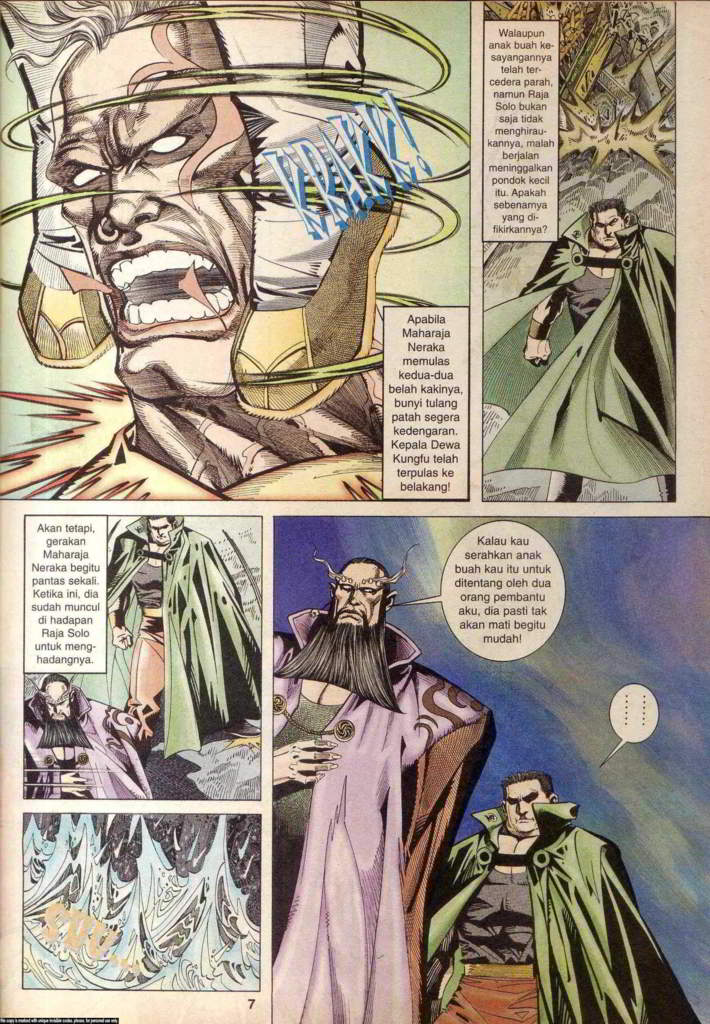 KRAKK!
Apabila
Maharaja
Neraka
memulas
kedua-dua
belah kakinya,
bunyi tulang
patah segera
kedengaran.
Kepala Dewa
Kungfu telah
terpulas ke
belakang!
Walaupun
anak buah ke-
sayangannya
telah ter-
cedera parah,
namun Raja
Solo bukan
saja tidak
menghirau-
kannya, malah
berjalan
meninggalkan
pondok kecil
itu. Apakah
sebenarnya
yang di-
fikirkannya?
Akan tetapi,
gerakan
Maharaja
Neraka begitu
pantas sekali.
Ketika ini, dia
sudah muncul
di hadapan
Raja Solo
untuk meng-
hadangnya.
Kalau kau
serahkan anak
buah kau itu untuk
ditentang oleh dua
orang pembantu
aku, dia pasti tak
akan mati begitu
mudah!
7